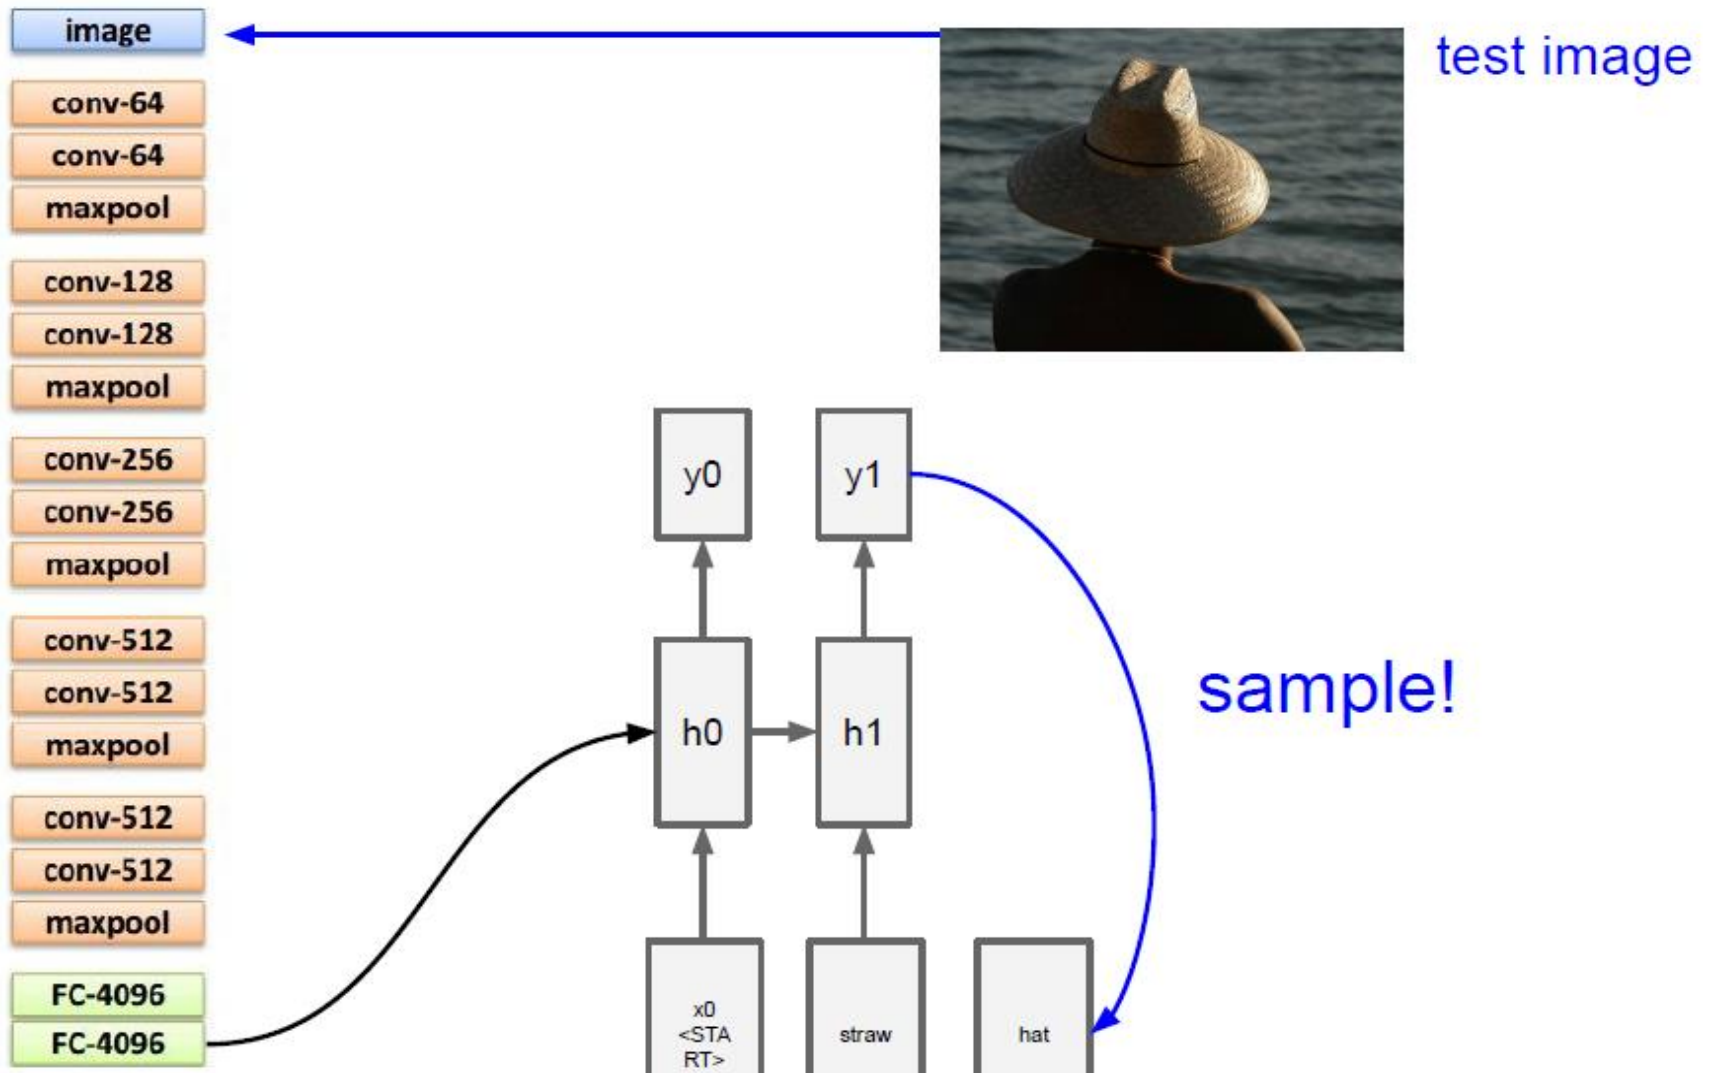 image
test image
conv-64
conv-64
maxpool
conv-128
conv-128
maxpool
conv-256
conv-256
maxpool
conv-512
conv-512
maxpool
conv-512
conv-512
maxpool
FC-4096
FC-4096
y0
y1
h0
h1
sample!
x0
<STA
RT>
straw
hat